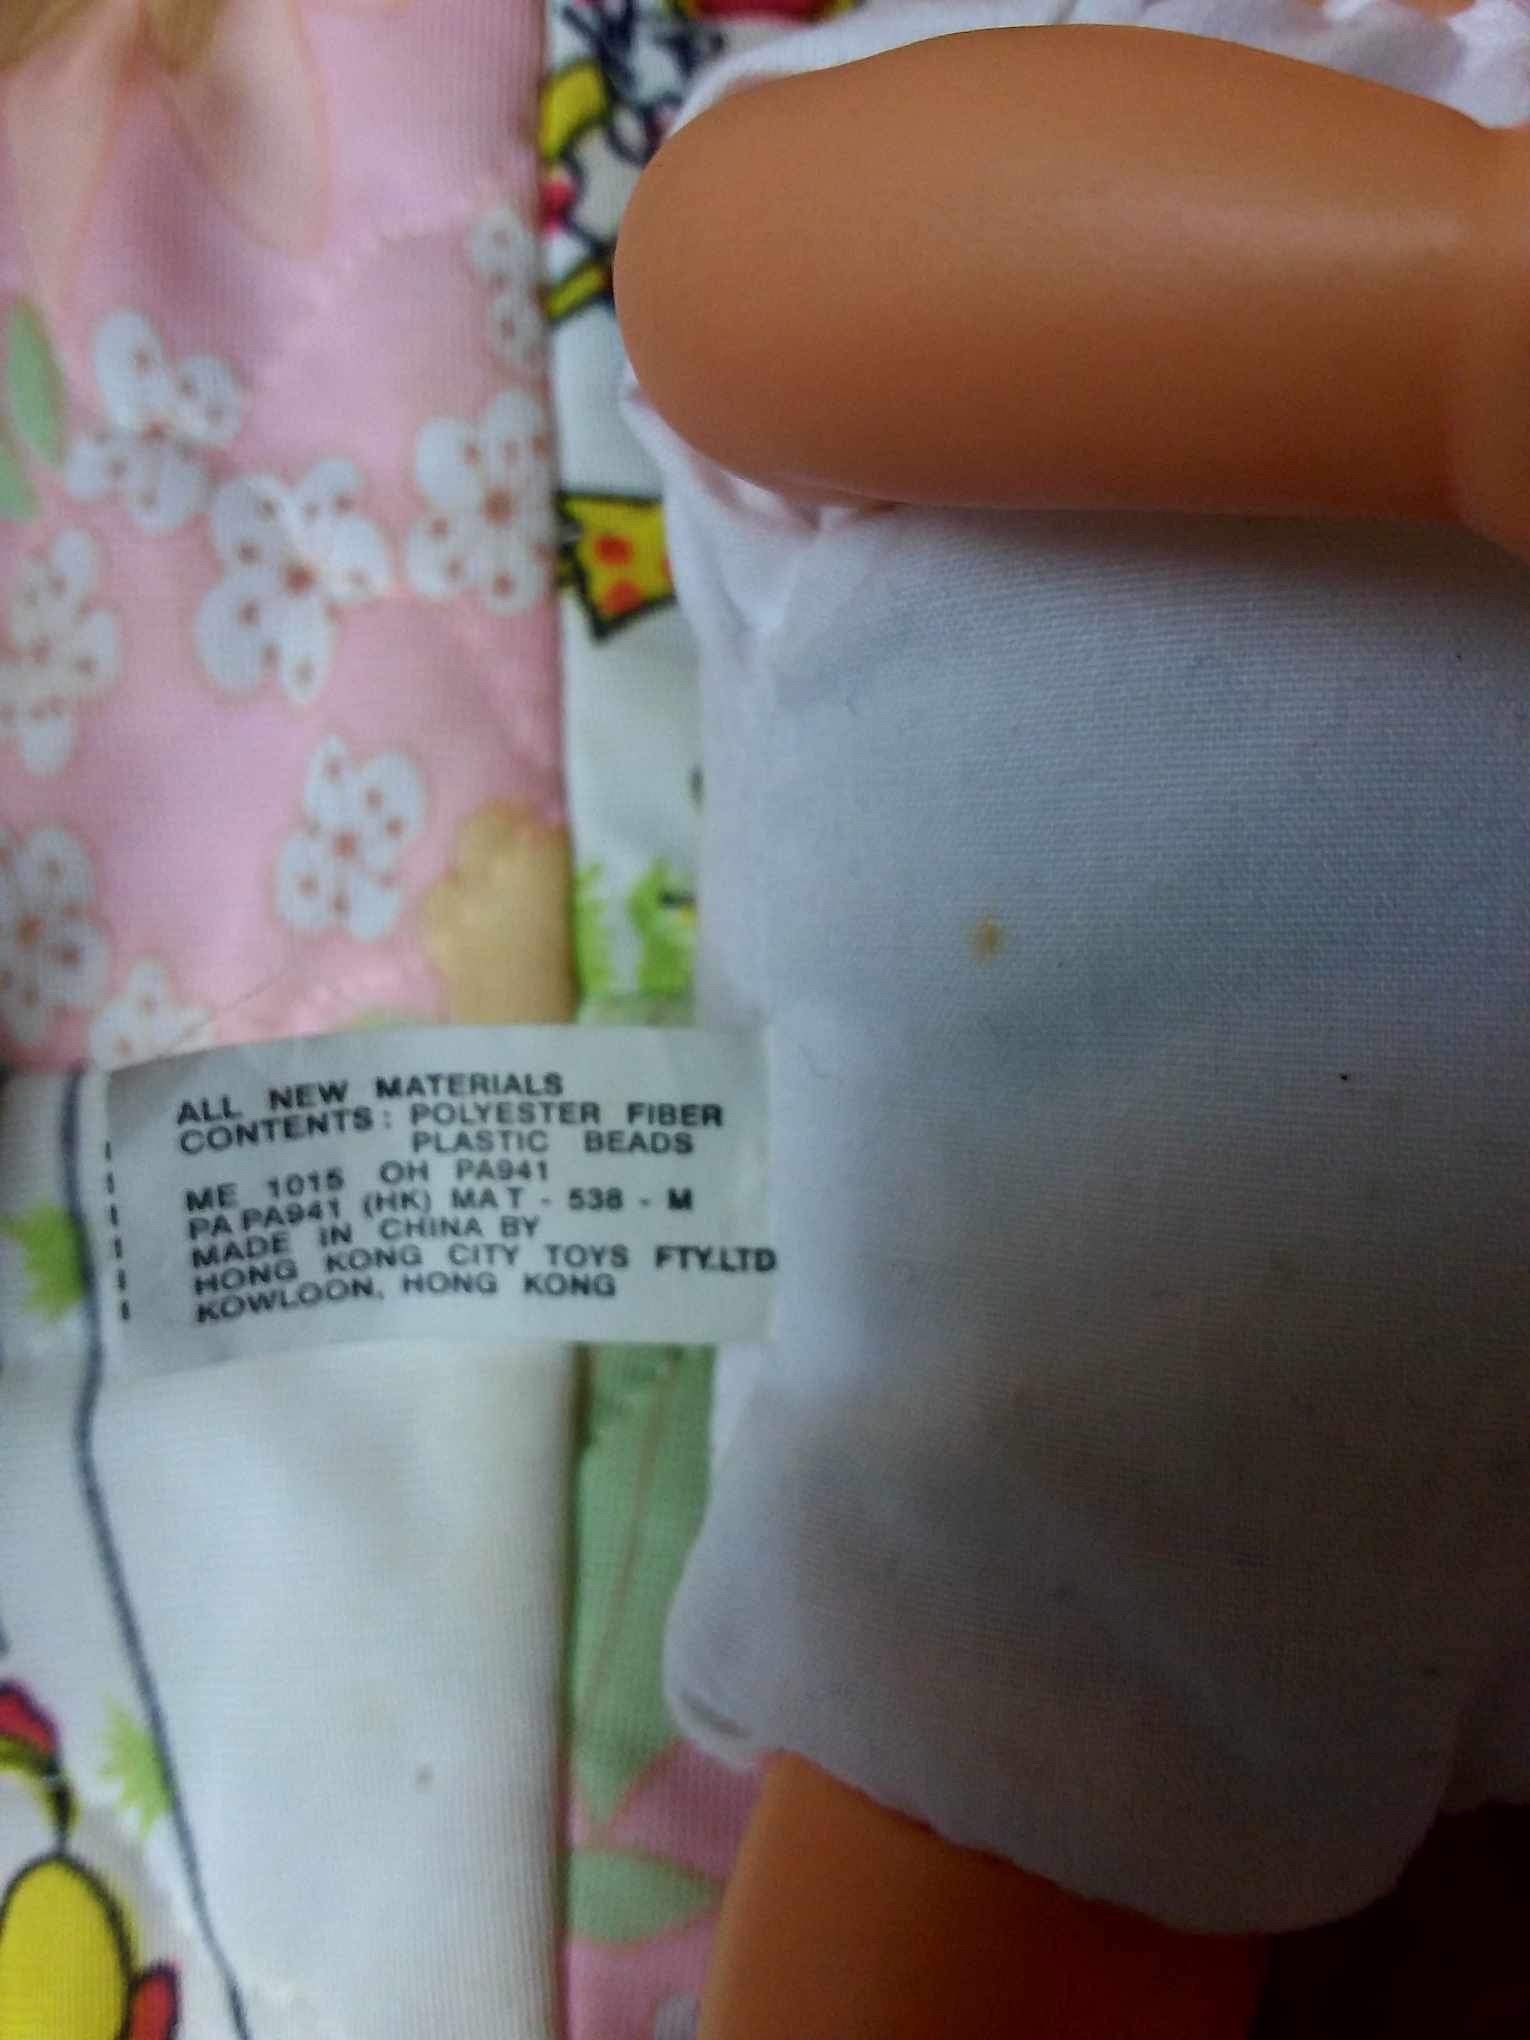 ALL NEW MATERIALS
CONTENTS: POLYESTER FIBER
PLASTIC BEADS
ME 1015 OH PA941
PA PA941 (HK) MAT - 538 - M
MADE IN CHINA BY
HONG KONG CITY TOYS FTY.LTD
KOWLOON, HONG KONG